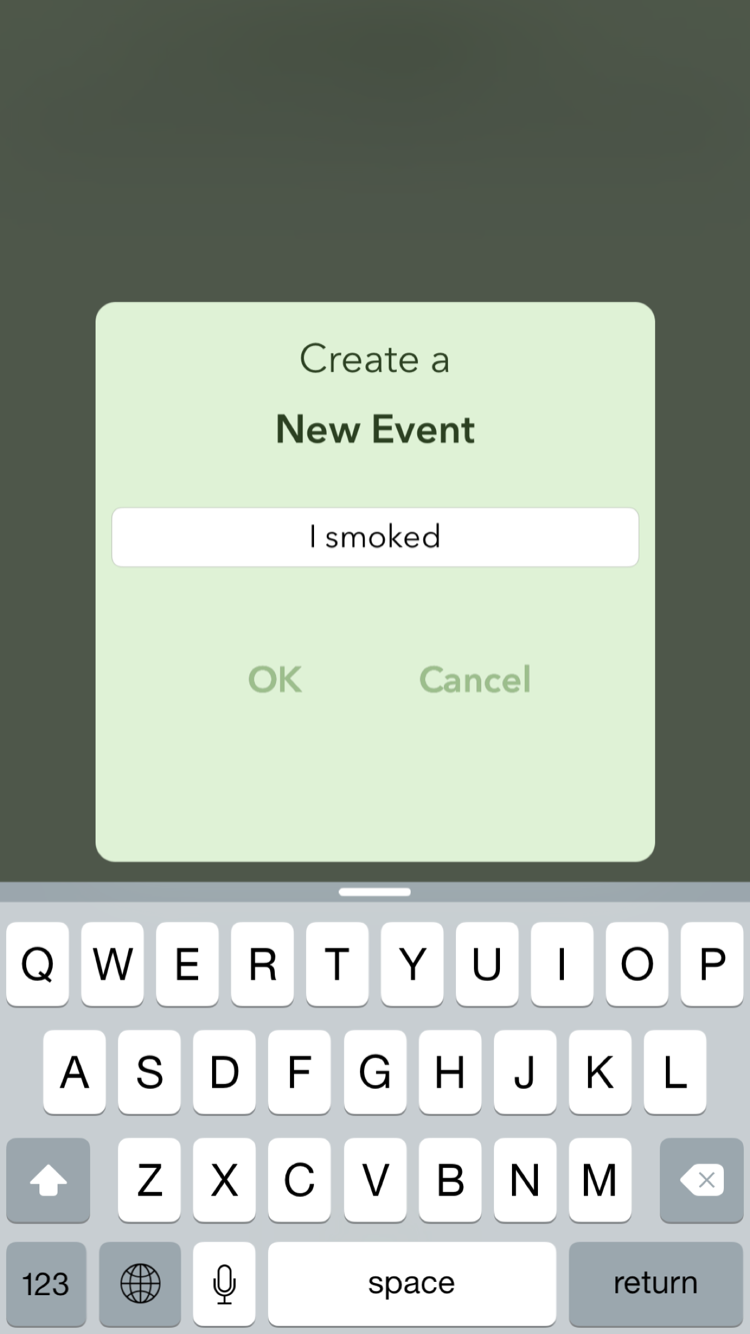 Create a
New Event
I smoked
OK Cancel
Q W E R T Y U I O P
A S D F G H J K L
Z X C V B N M
123 space return